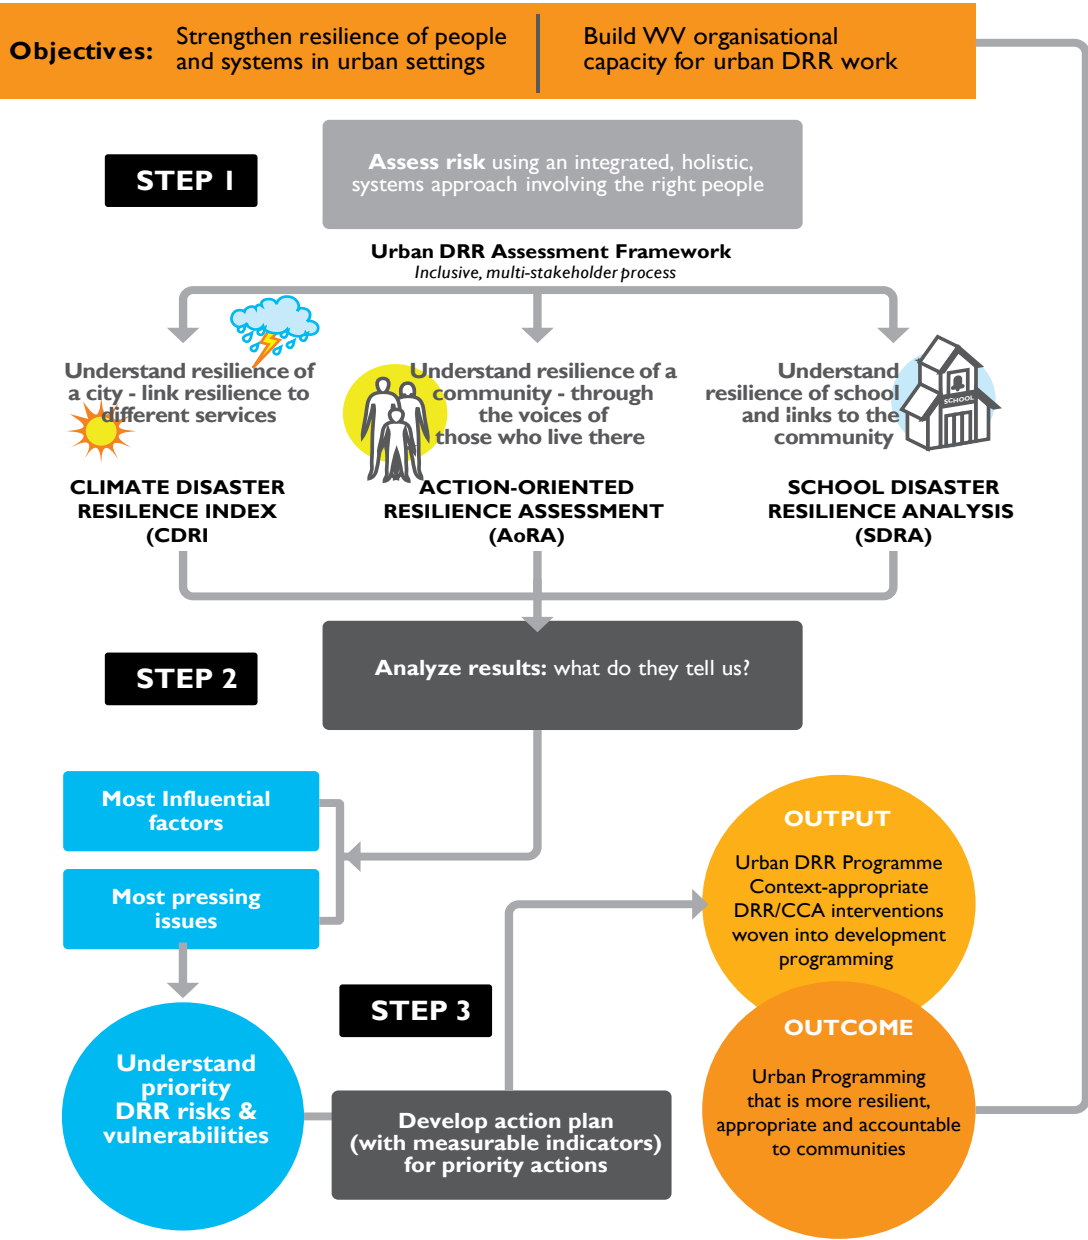 Objectives:
Strengthen resilience of people
and systems in urban settings
Build WV organisational
capacity for urban DRR work
STEP 1
Assess risk using an integrated, holistic,
systems approach involving the right people
Urban DRR Assessment Framework
Inclusive, multi-stakeholder process
Understand resilience of
a city - link resilience to
different services
Understand resilience of a
community - through
the voices of
those who live there
Understand
resilience of school
and links to the
community
SCHOOL
CLIMATE DISASTER
RESILENCE INDEX
(CDRI
ACTION-ORIENTED
RESILIENCE ASSESSMENT
(AoRA)
SCHOOL DISASTER
RESILIENCE ANALYSIS
(SDRA)
STEP 2
Analyze results: what do they tell us?
Most Influential
factors
Most pressing
issues
Understand
priority
DRR risks &
vulnerabilities
STEP 3
Develop action plan
(with measurable indicators)
for priority actions
OUTPUT
Urban DRR Programme
Context-appropriate
DRR/CCA interventions
woven into development
programming
OUTCOME
Urban Programming
that is more resilient,
appropriate and accountable
to communities